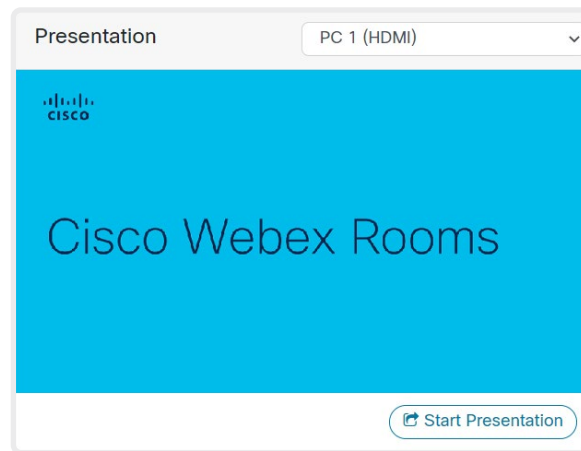 Presentation PC 1 (HDMI)
CISCO
Cisco Webex Rooms
Start Presentation